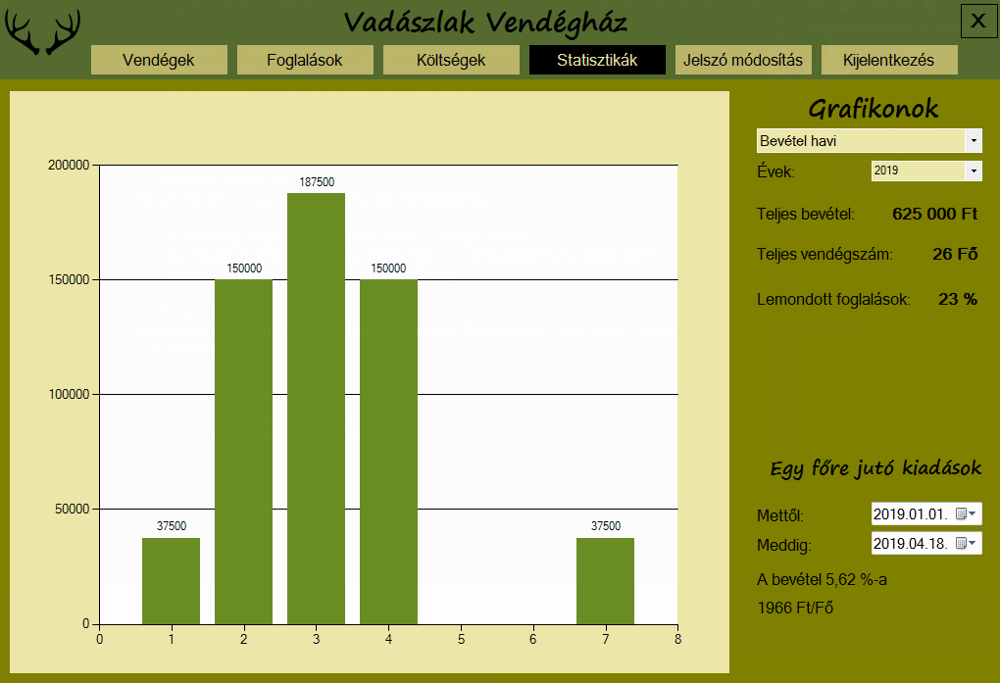 Vadászlak Vendégház
X
Vendégek Foglalások Költségek Statisztikák Jelszó módosítás Kijelentkezés
Grafikonok
Bevétel havi
Évek: 2019
Teljes bevétel: 625 000 Ft
Teljes vendégszám: 26 Fő
Lemondott foglalások: 23 %
200000
187500
150000
150000
150000
100000
50000
37500
37500
0
0 1 2 3 4 5 6 7 8
Egy főre jutó kiadások
Mettől: 2019.01.01.
Meddig: 2019.04.18.
A bevétel 5,62 %-a
1966 Ft/Fő